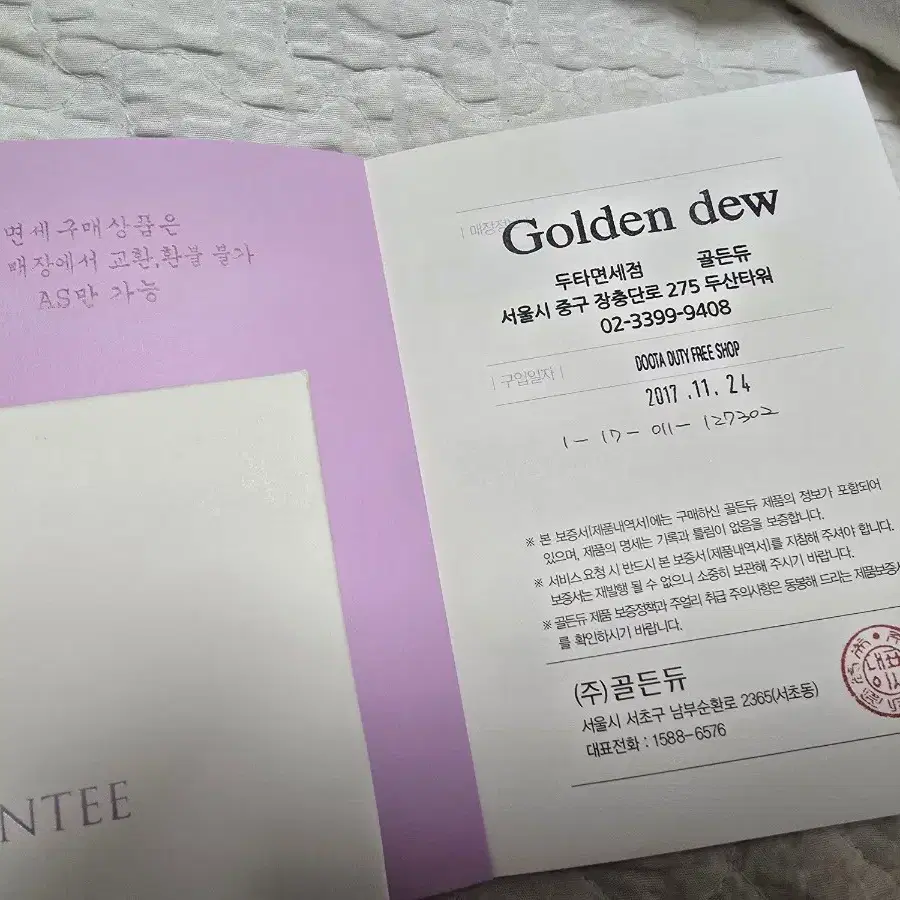 면세구매상품은
매장에서 교환,환불 불가
AS만 가능
NTEE
| 매장정보
Golden dew
두타면세점 골든듀
서울시 중구 장충단로 275 두산타워
02-3399-9408
DOOTA DUTY FREE SHOP
| 구입일자 |
2017 .11. 24
1- 17- 011- 127302
※ 본 보증서(제품내역서)에는 구매하신 골든듀 제품의 정보가 포함되어
있으며, 제품의 명세는 기록과 틀림이 없음을 보증합니다.
※ 서비스 요청 시 반드시 본 보증서(제품내역서)를 지참해 주셔야 합니다.
보증서는 재발행 될 수 없으니 소중히 보관해 주시기 바랍니다.
※ 골든듀 제품 보증정책과 주얼리 취급 주의사항은 동봉해 드리는 제품보증서
를 확인하시기 바랍니다.
(주)골든듀
서울시 서초구 남부순환로 2365(서초동)
대표전화 : 1588-6576
대표